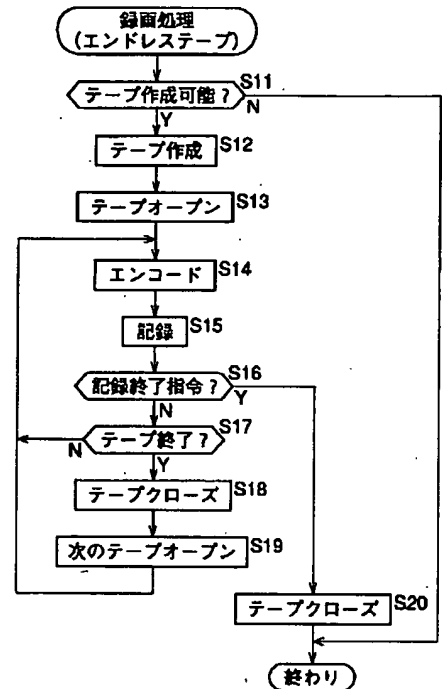 録画処理
(エンドレステープ)
テープ作成可能? S11
N
Y
テープ作成 S12
テープオープン S13
エンコード S14
記録 S15
記録終了指令? S16
Y
N
テープ終了? S17
N
Y
テープクローズ S18
次のテープオープン S19
テープクローズ S20
終わり